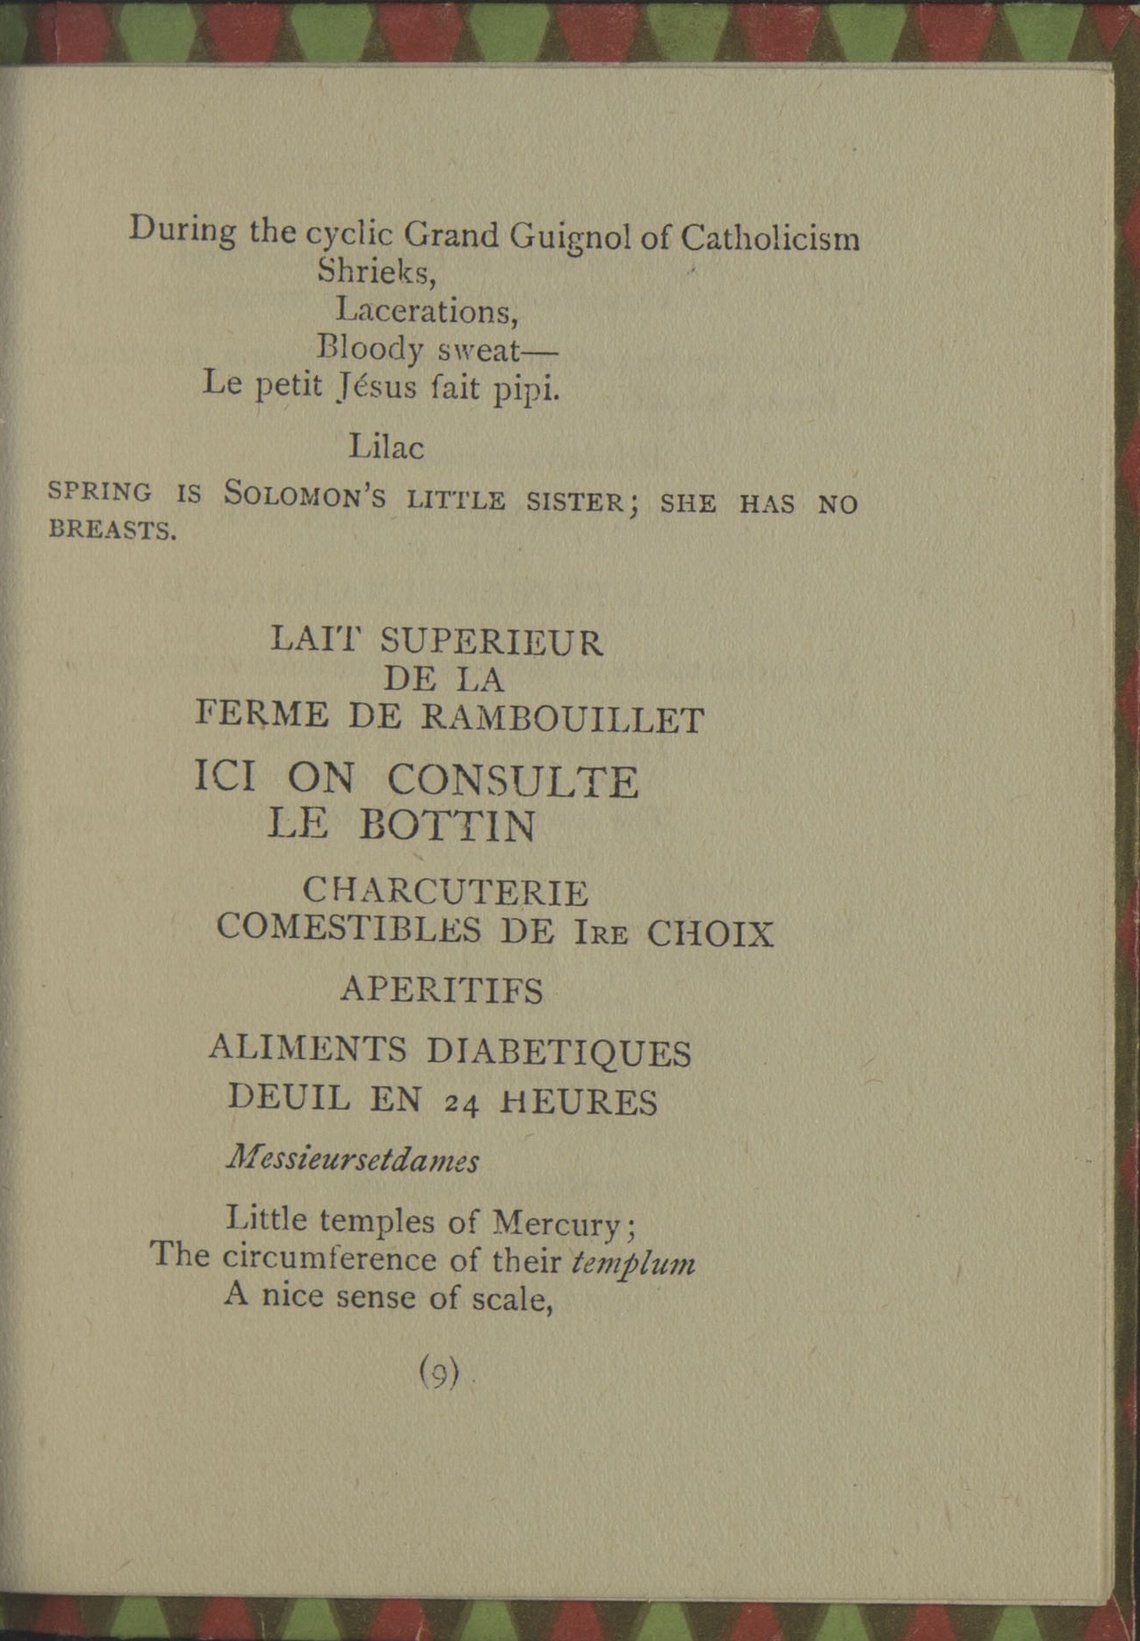 During the cyclic Grand Guignol of Catholicism
Shrieks,
Lacerations,
Bloody sweat—
Le petit Jésus fait pipi.
Lilac
SPRING IS SOLOMON'S LITTLE SISTER; SHE HAS NO
BREASTS.
LAIT SUPERIEUR
DE LA
FERME DE RAMBOUILLET
ICI ON CONSULTE
LE BOTTIN
CHARCUTERIE
COMESTIBLES DE IRE CHOIX
APERITIFS
ALIMENTS DIABETIQUES
DEUIL EN 24 HEURES
Messieursetdames
Little temples of Mercury;
The circumference of their templum
A nice sense of scale,
(9)